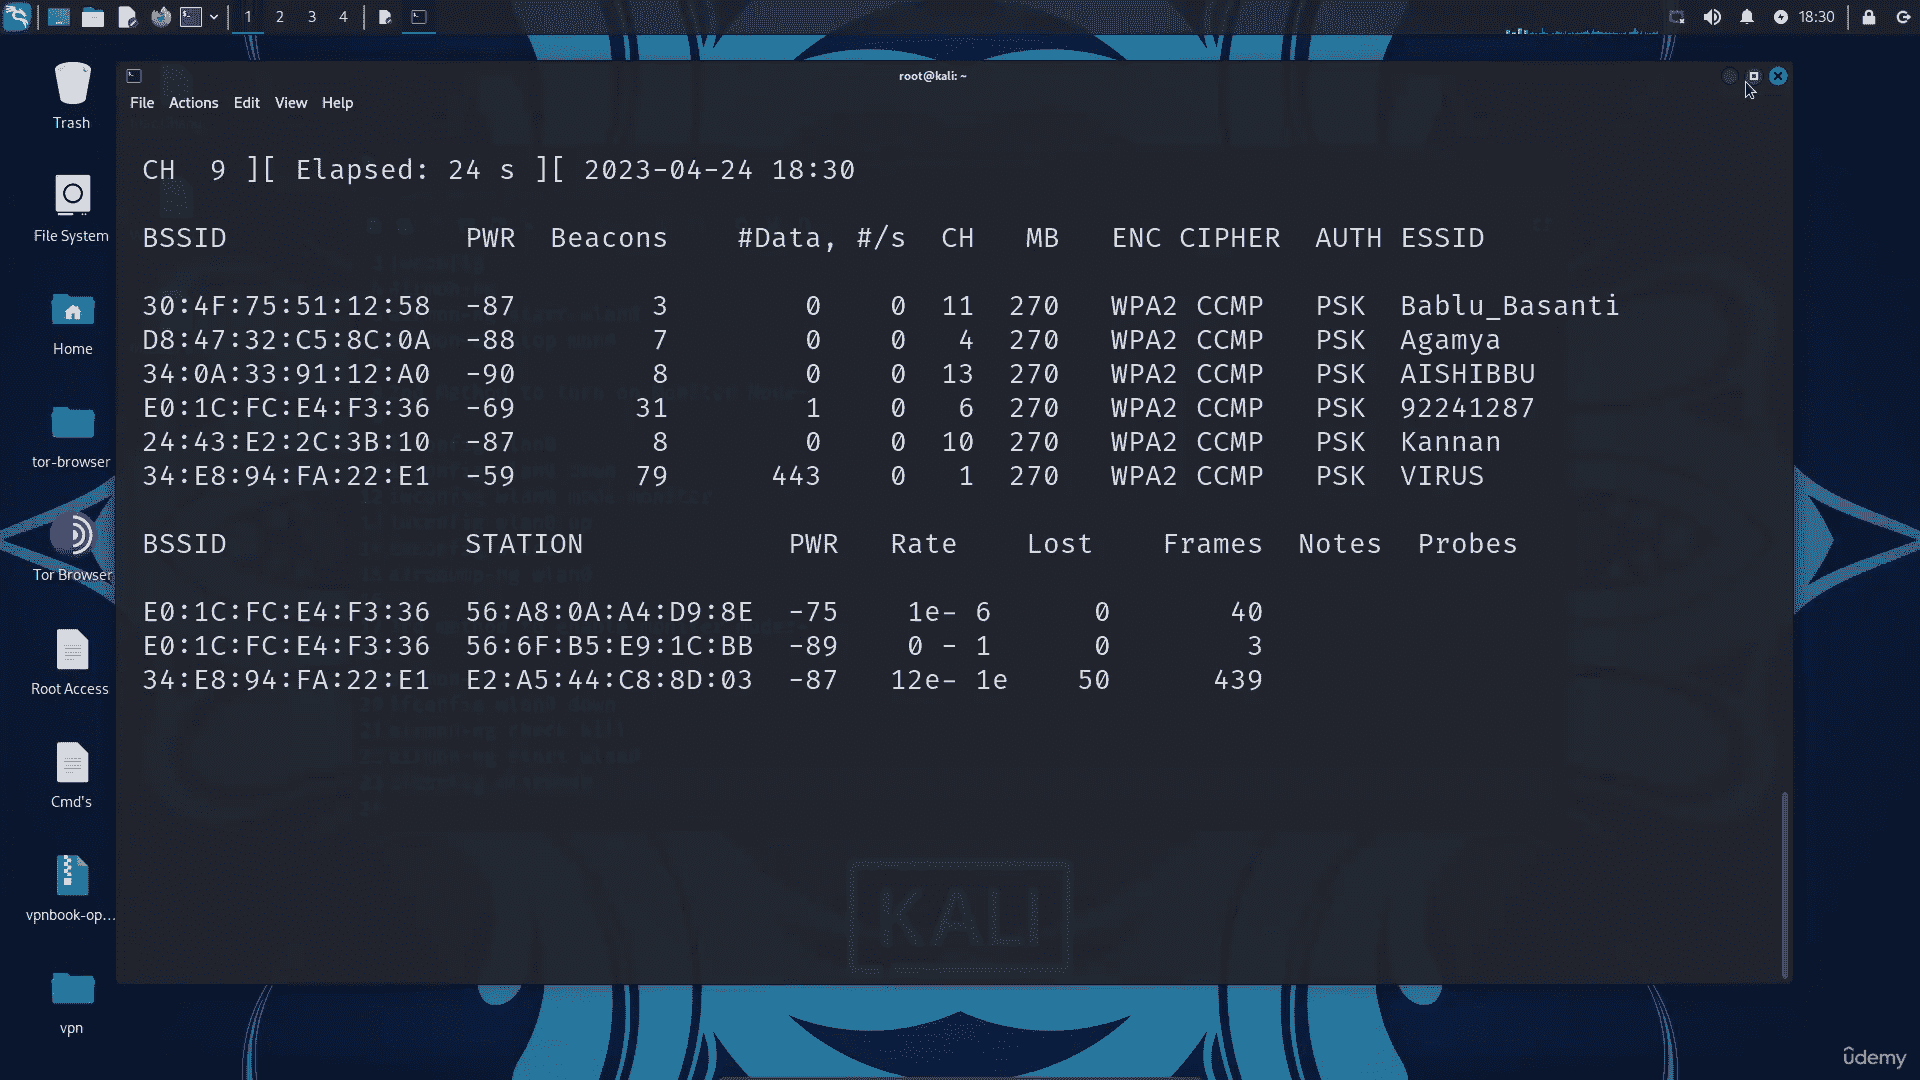 1 2 3 4 18:30
root@kali: ~
File Actions Edit View Help
Trash
File System
Home
tor-browser
Tor Browser
Root Access
Cmd's
vpnbook-op...
vpn
CH 9 ][ Elapsed: 24 s ][ 2023-04-24 18:30
BSSID PWR Beacons #Data, #/s CH MB ENC CIPHER AUTH ESSID
30:4F:75:51:12:58 -87 3 0 0 11 270 WPA2 CCMP PSK Bablu_Basanti
D8:47:32:C5:8C:0A -88 7 0 0 4 270 WPA2 CCMP PSK Agamya
34:0A:33:91:12:A0 -90 8 0 0 13 270 WPA2 CCMP PSK AISHIBBU
E0:1C:FC:E4:F3:36 -69 31 1 0 6 270 WPA2 CCMP PSK 92241287
24:43:E2:2C:3B:10 -87 8 0 0 10 270 WPA2 CCMP PSK Kannan
34:E8:94:FA:22:E1 -59 79 443 0 1 270 WPA2 CCMP PSK VIRUS
BSSID STATION PWR Rate Lost Frames Notes Probes
E0:1C:FC:E4:F3:36 56:A8:0A:A4:D9:8E -75 1e- 6 0 40
E0:1C:FC:E4:F3:36 56:6F:B5:E9:1C:BB -89 0 - 1 0 3
34:E8:94:FA:22:E1 E2:A5:44:C8:8D:03 -87 12e- 1e 50 439
KALI
ûdemy